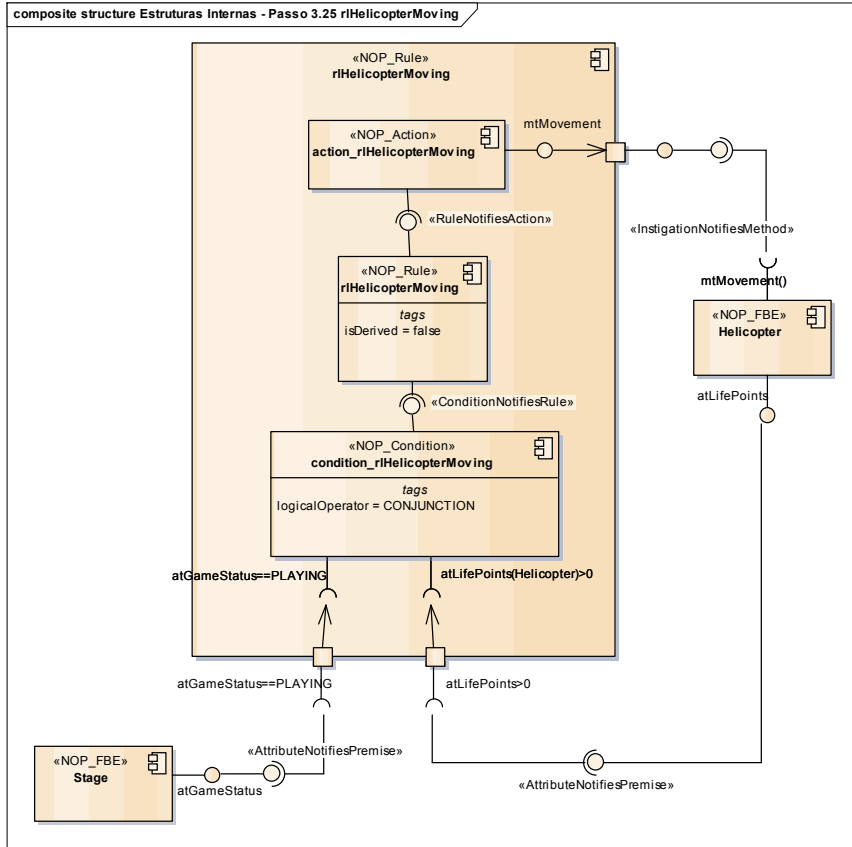 composite structure Estruturas Internas - Passo 3.25 rlHelicopterMoving
«NOP_Rule»
rlHelicopterMoving
«NOP_Action»
action_rlHelicopterMoving
mtMovement
«RuleNotifiesAction»
«InstigationNotifiesMethod»
«NOP_Rule»
rlHelicopterMoving
tags
isDerived = false
mtMovement()
«NOP_FBE»
Helicopter
atLifePoints
«ConditionNotifiesRule»
«NOP_Condition»
condition_rlHelicopterMoving
tags
logicalOperator = CONJUNCTION
atGameStatus==PLAYING
atLifePoints(Helicopter)>0
atGameStatus==PLAYING
atLifePoints>0
«AttributeNotifiesPremise»
«NOP_FBE»
Stage
atGameStatus
«AttributeNotifiesPremise»